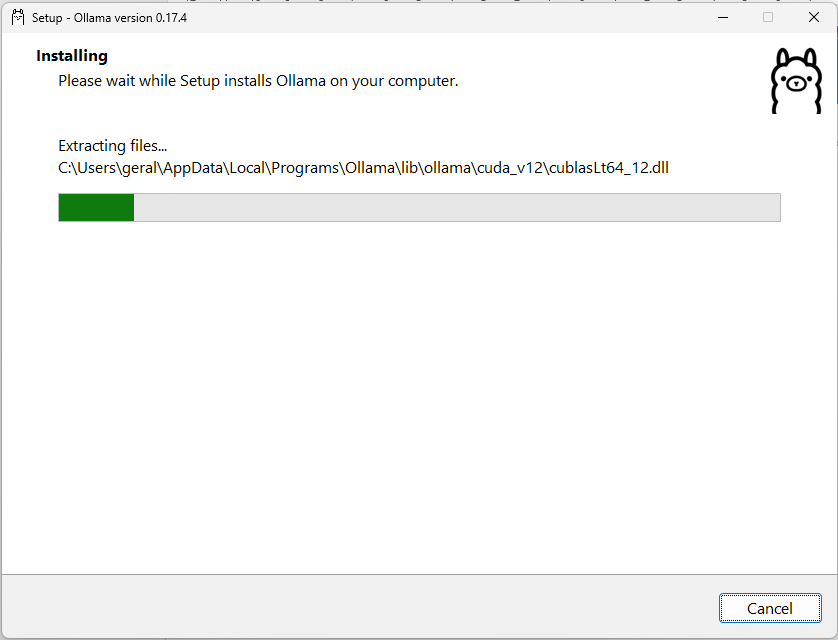 Setup - Ollama version 0.17.4
Installing
Please wait while Setup installs Ollama on your computer.
Extracting files...
C:\Users\geral\AppData\Local\Programs\Ollama\lib\ollama\cuda_v12\cublasLt64_12.dll
Cancel